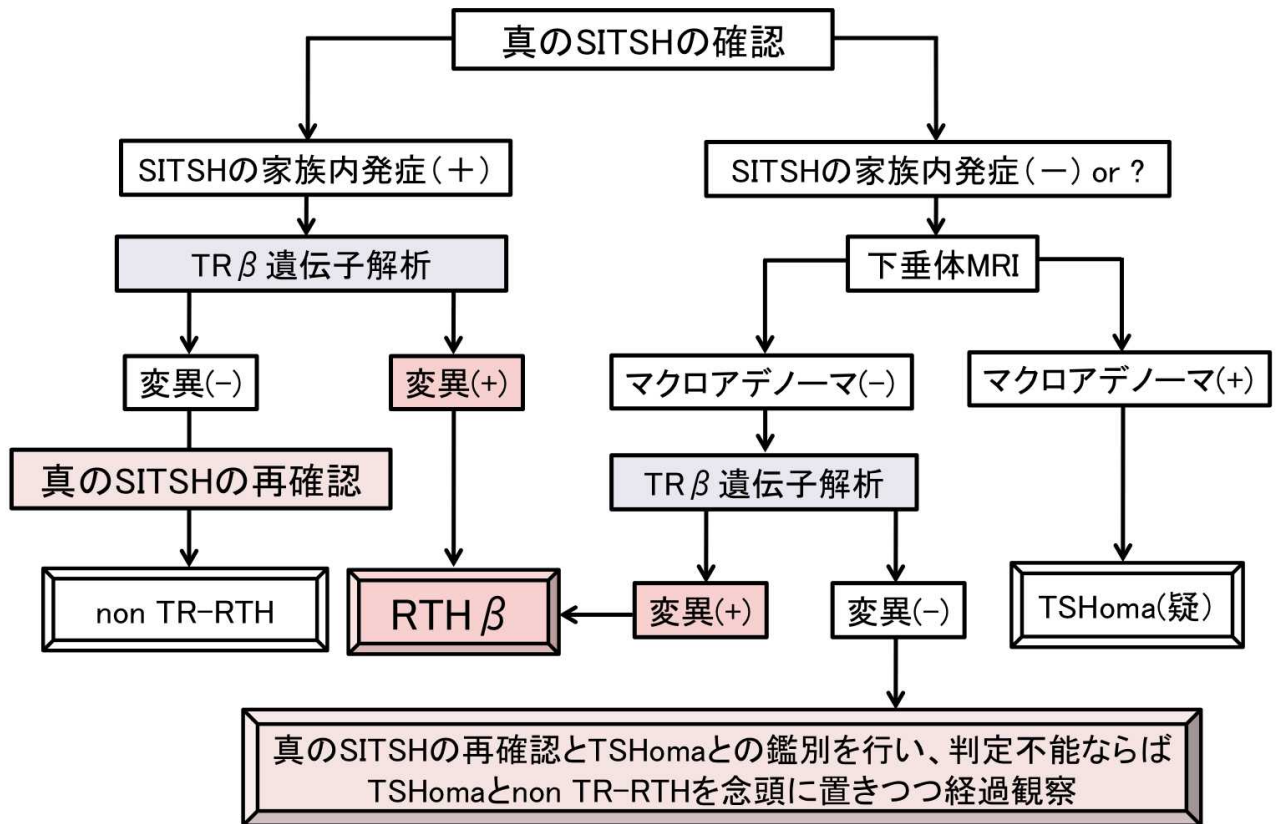 真のSITSHの確認
SITSHの家族内発症(＋)
SITSHの家族内発症(－) or ?
TRβ遺伝子解析
下垂体MRI
変異(-)
変異(+)
マクロアデノーマ(-)
マクロアデノーマ(+)
真のSITSHの再確認
TRβ遺伝子解析
non TR-RTH
RTHβ
変異(+)
変異(-)
TSHoma(疑)
真のSITSHの再確認とTSHomaとの鑑別を行い、判定不能ならば
TSHomaとnon TR-RTHを念頭に置きつつ経過観察